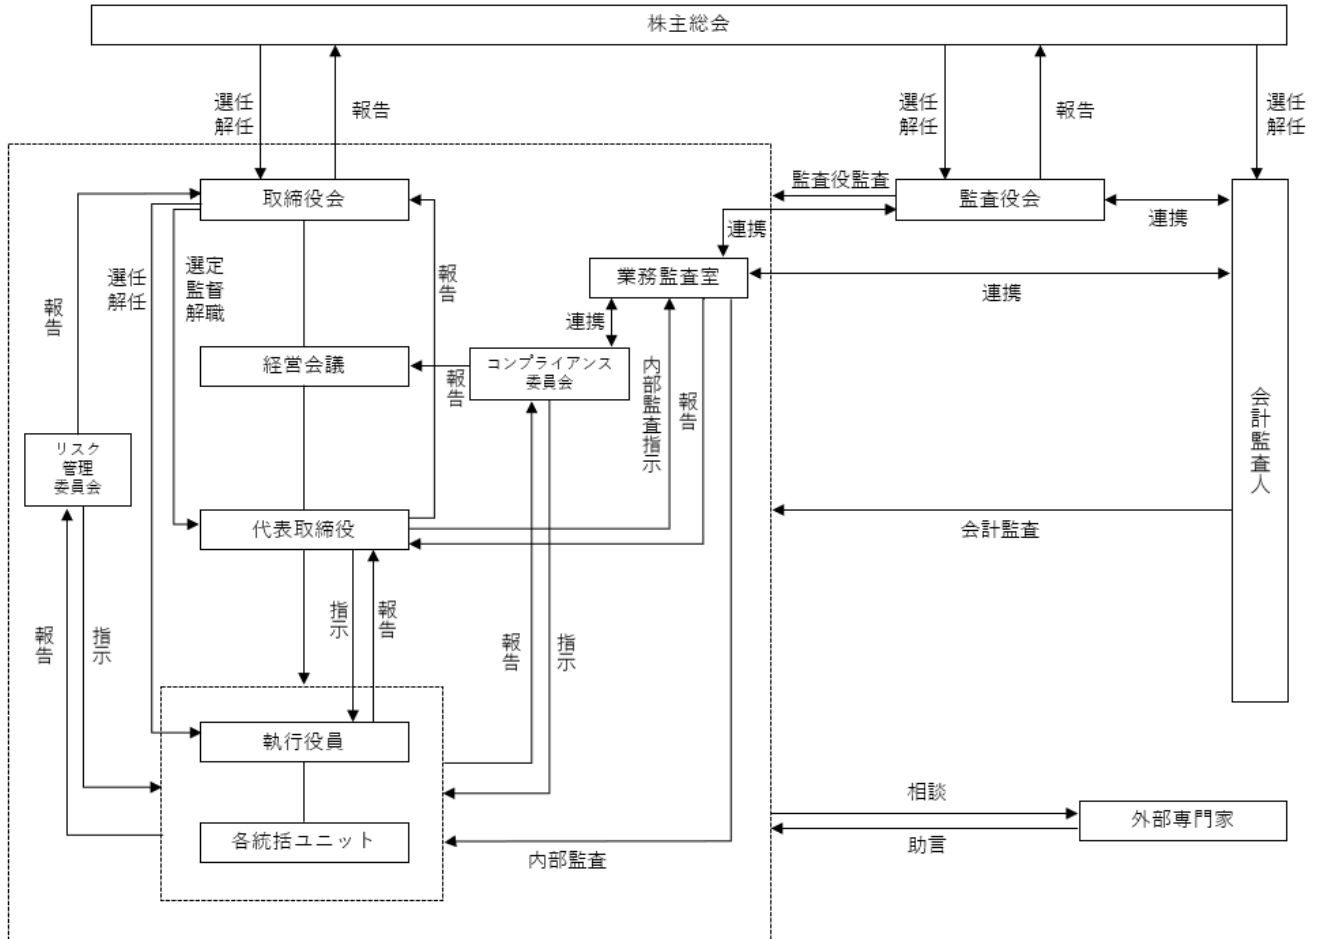 株主総会
選任
解任
報告
選任
解任
報告
選任
解任
取締役会
監査役監査
監査役会
連携
連携
業務監査室
連携
報告
選任
解任
選定
監督
解職
報告
連携
経営会議
報告
コンプライアンス
委員会
内部監査指示
報告
会計監査人
リスク
管理
委員会
代表取締役
会計監査
報告
指示
指示
報告
報告
指示
執行役員
各統括ユニット
内部監査
相談
外部専門家
助言